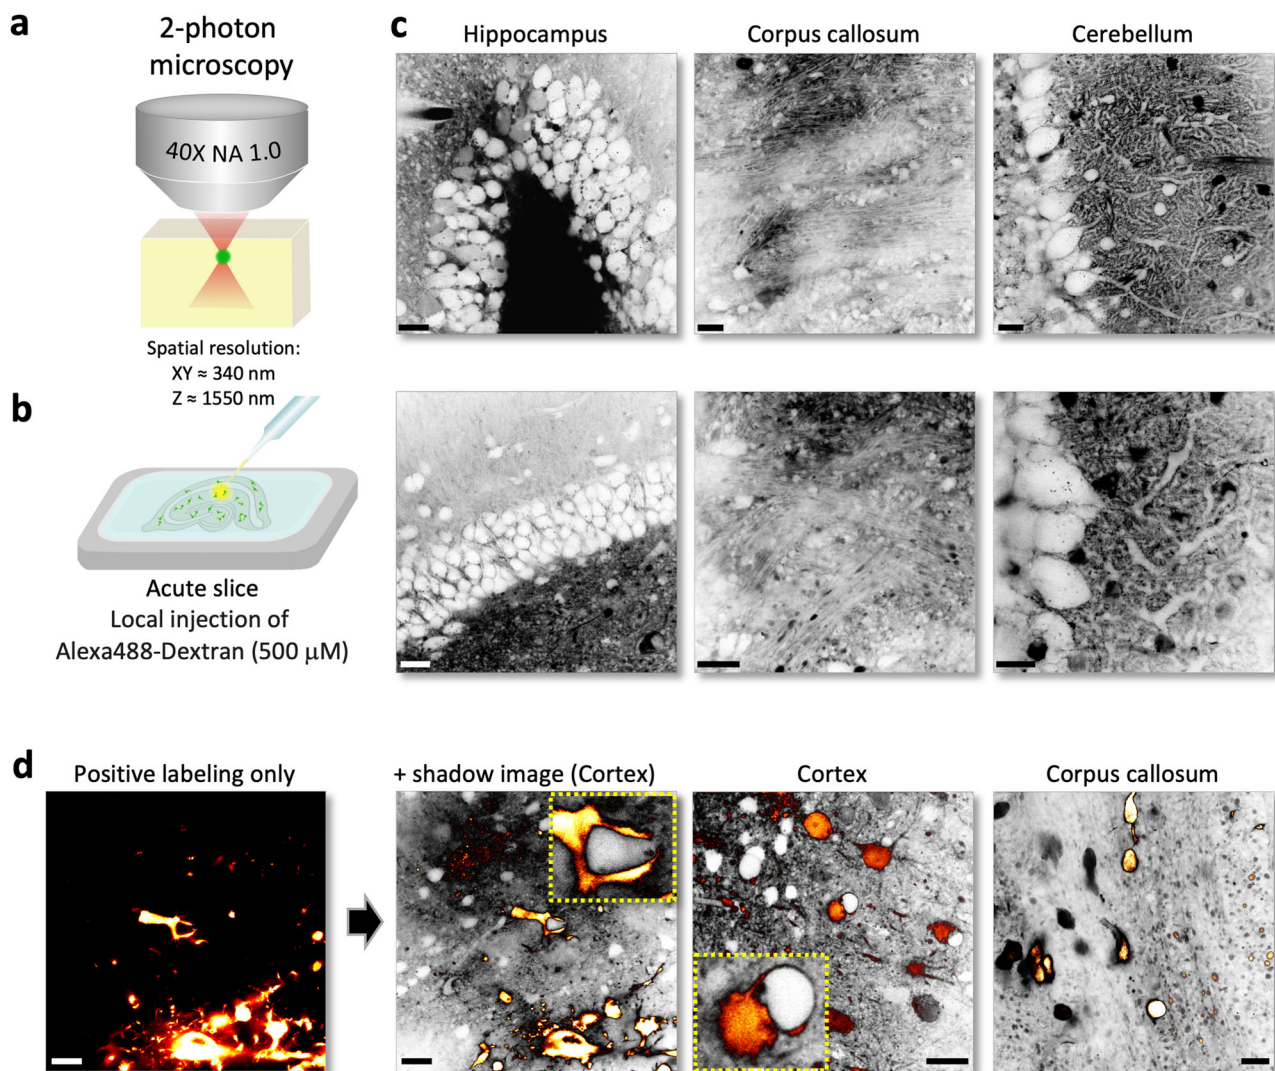 a
2-photon
microscopy
40X NA 1.0
Spatial resolution:
XY ≈ 340 nm
Z ≈ 1550 nm
b
Acute slice
Local injection of
Alexa488-Dextran (500 μM)
c
Hippocampus
Corpus callosum
Cerebellum
d
Positive labeling only
+ shadow image (Cortex)
Cortex
Corpus callosum